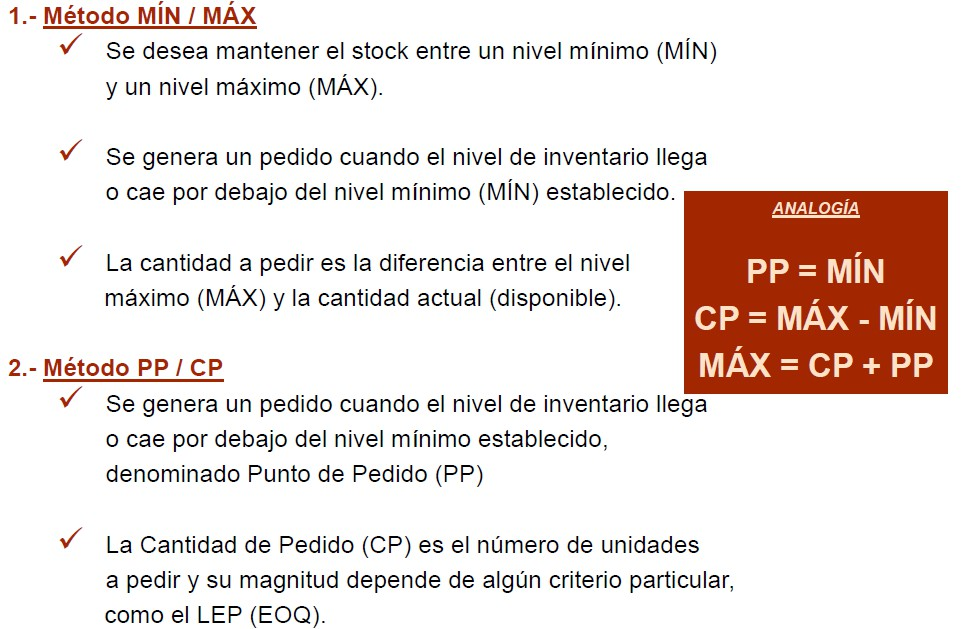 1.- Método MÍN / MÁX
✓ Se desea mantener el stock entre un nivel mínimo (MÍN)
y un nivel máximo (MÁX).
✓ Se genera un pedido cuando el nivel de inventario llega
o cae por debajo del nivel mínimo (MÍN) establecido.
✓ La cantidad a pedir es la diferencia entre el nivel
máximo (MÁX) y la cantidad actual (disponible).
ANALOGÍA
PP = MÍN
CP = MÁX - MÍN
MÁX = CP + PP
2.- Método PP / CP
✓ Se genera un pedido cuando el nivel de inventario llega
o cae por debajo del nivel mínimo establecido,
denominado Punto de Pedido (PP)
✓ La Cantidad de Pedido (CP) es el número de unidades
a pedir y su magnitud depende de algún criterio particular,
como el LEP (EOQ).